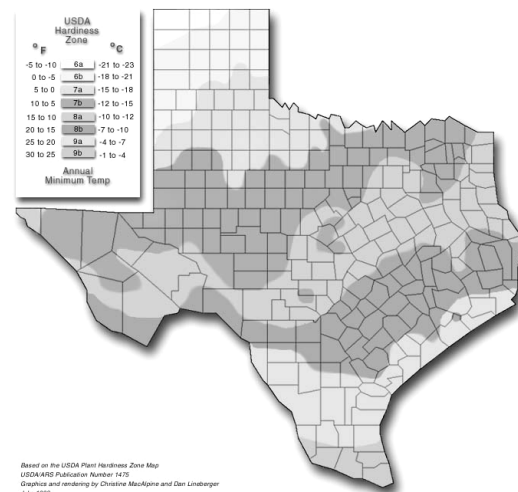 USDA
Hardiness
Zone
°F °C
-5 to -10 6a -21 to -23
0 to -5 6b -18 to -21
5 to 0 7a -15 to -18
10 to 5 7b -12 to -15
15 to 10 8a -10 to -12
20 to 15 8b -7 to -10
25 to 20 9a -4 to -7
30 to 25 9b -1 to -4
Annual
Minimum Temp
Based on the USDA Plant Hardiness Zone Map
USDA/ARS Publication Number 1475
Graphics and rendering by Christine MacAlpine and Dan Lineberger